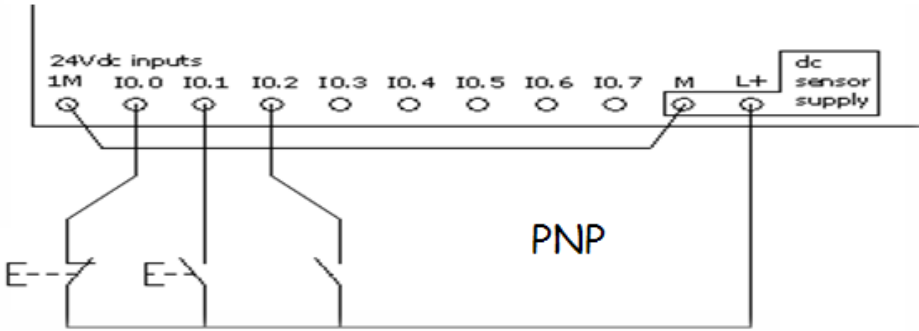 24Vdc inputs
1M I0.0 I0.1 I0.2 I0.3 I0.4 I0.5 I0.6 I0.7 M L+
dc
sensor
supply
PNP